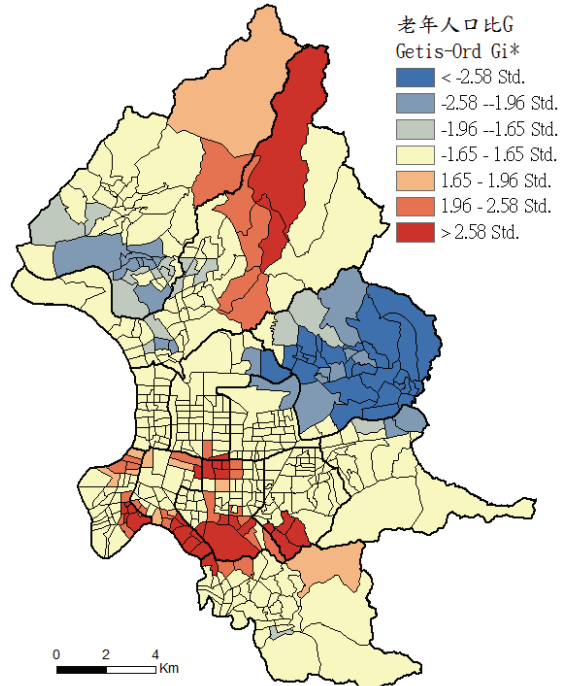 老年人口比G
Getis-Ord Gi*
< -2.58 Std.
-2.58 --1.96 Std.
-1.96 --1.65 Std.
-1.65 - 1.65 Std.
1.65 - 1.96 Std.
1.96 - 2.58 Std.
> 2.58 Std.
0 2 4
Km